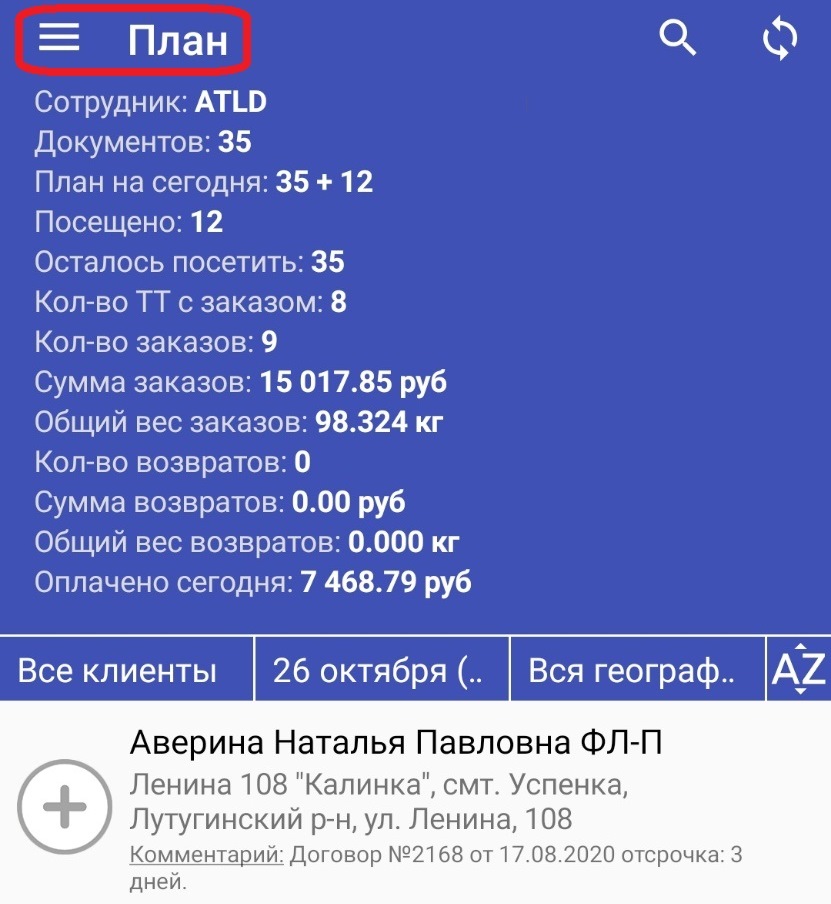 План
Сотрудник: ATLD
Документов: 35
План на сегодня: 35 + 12
Посещено: 12
Осталось посетить: 35
Кол-во ТТ с заказом: 8
Кол-во заказов: 9
Сумма заказов: 15 017.85 руб
Общий вес заказов: 98.324 кг
Кол-во возвратов: 0
Сумма возвратов: 0.00 руб
Общий вес возвратов: 0.000 кг
Оплачено сегодня: 7 468.79 руб
Все клиенты 26 октября (.. Вся географ.. AZ
Аверина Наталья Павловна ФЛ-П
Ленина 108 "Калинка", смт. Успенка,
Лутугинский р-н, ул. Ленина, 108
Комментарий: Договор №2168 от 17.08.2020 отсрочка: 3
дней.